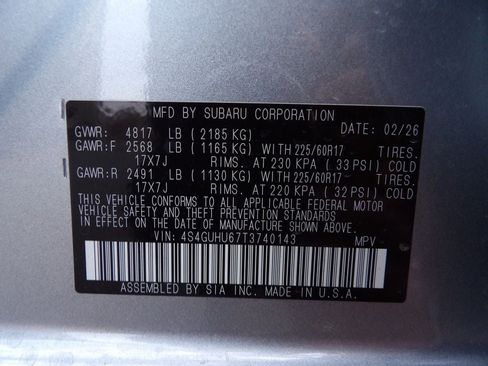 MFD BY SUBARU CORPORATION
GVWR: 4817 LB ( 2185 KG) DATE: 02/26
GAWR:F 2568 LB ( 1165 KG) WITH 225/60R17 TIRES.
17X7J RIMS. AT 230 KPA ( 33 PSI) COLD
GAWR:R 2491 LB ( 1130 KG) WITH 225/60R17 TIRES.
17X7J RIMS. AT 220 KPA ( 32 PSI) COLD
THIS VEHICLE CONFORMS TO ALL APPLICABLE FEDERAL MOTOR
VEHICLE SAFETY AND THEFT PREVENTION STANDARDS
IN EFFECT ON THE DATE OF MANUFACTURE SHOWN ABOVE.
VIN: 4S4GUHU67T3740143 MPV
ASSEMBLED BY SIA INC. MADE IN U.S.A.